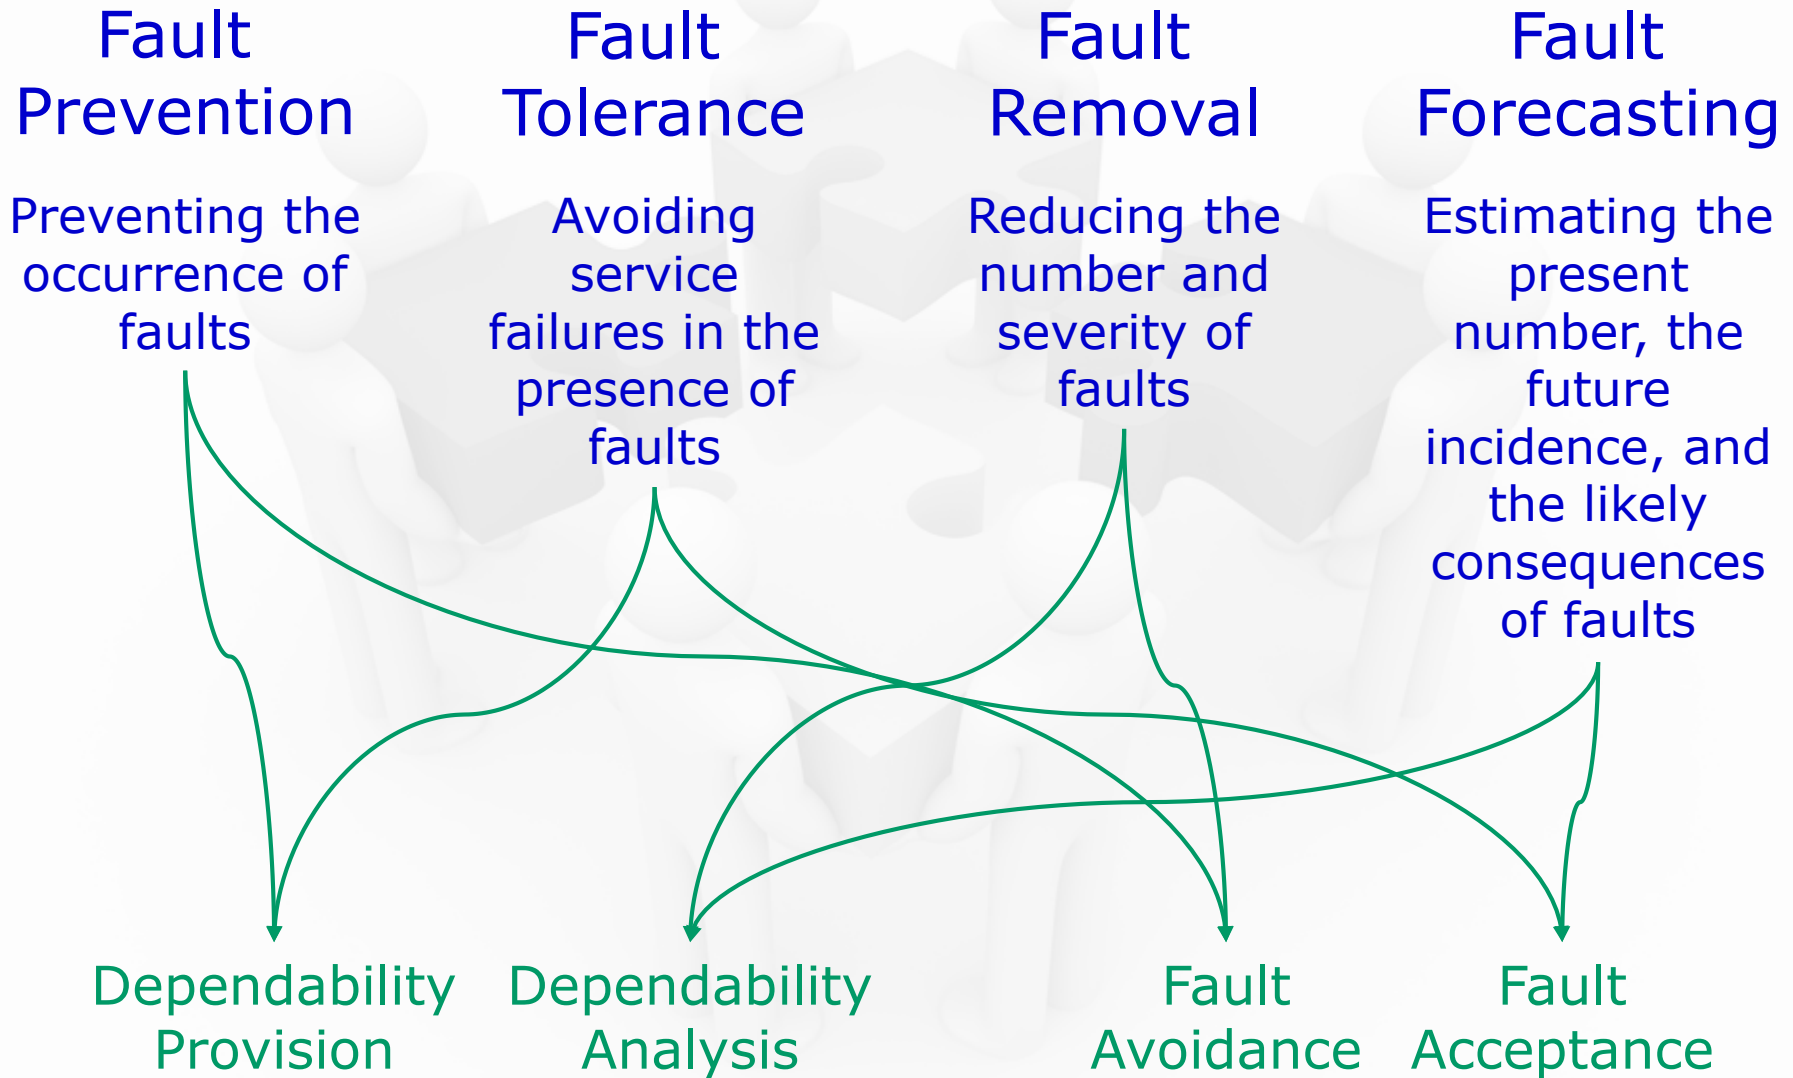 Fault
Prevention
Preventing the
occurrence of
faults
Fault
Tolerance
Avoiding
service
failures in the
presence of
faults
Fault
Removal
Reducing the
number and
severity of
faults
Fault
Forecasting
Estimating the
present
number, the
future
incidence, and
the likely
consequences
of faults
Dependability
Provision
Dependability
Analysis
Fault
Avoidance
Fault
Acceptance